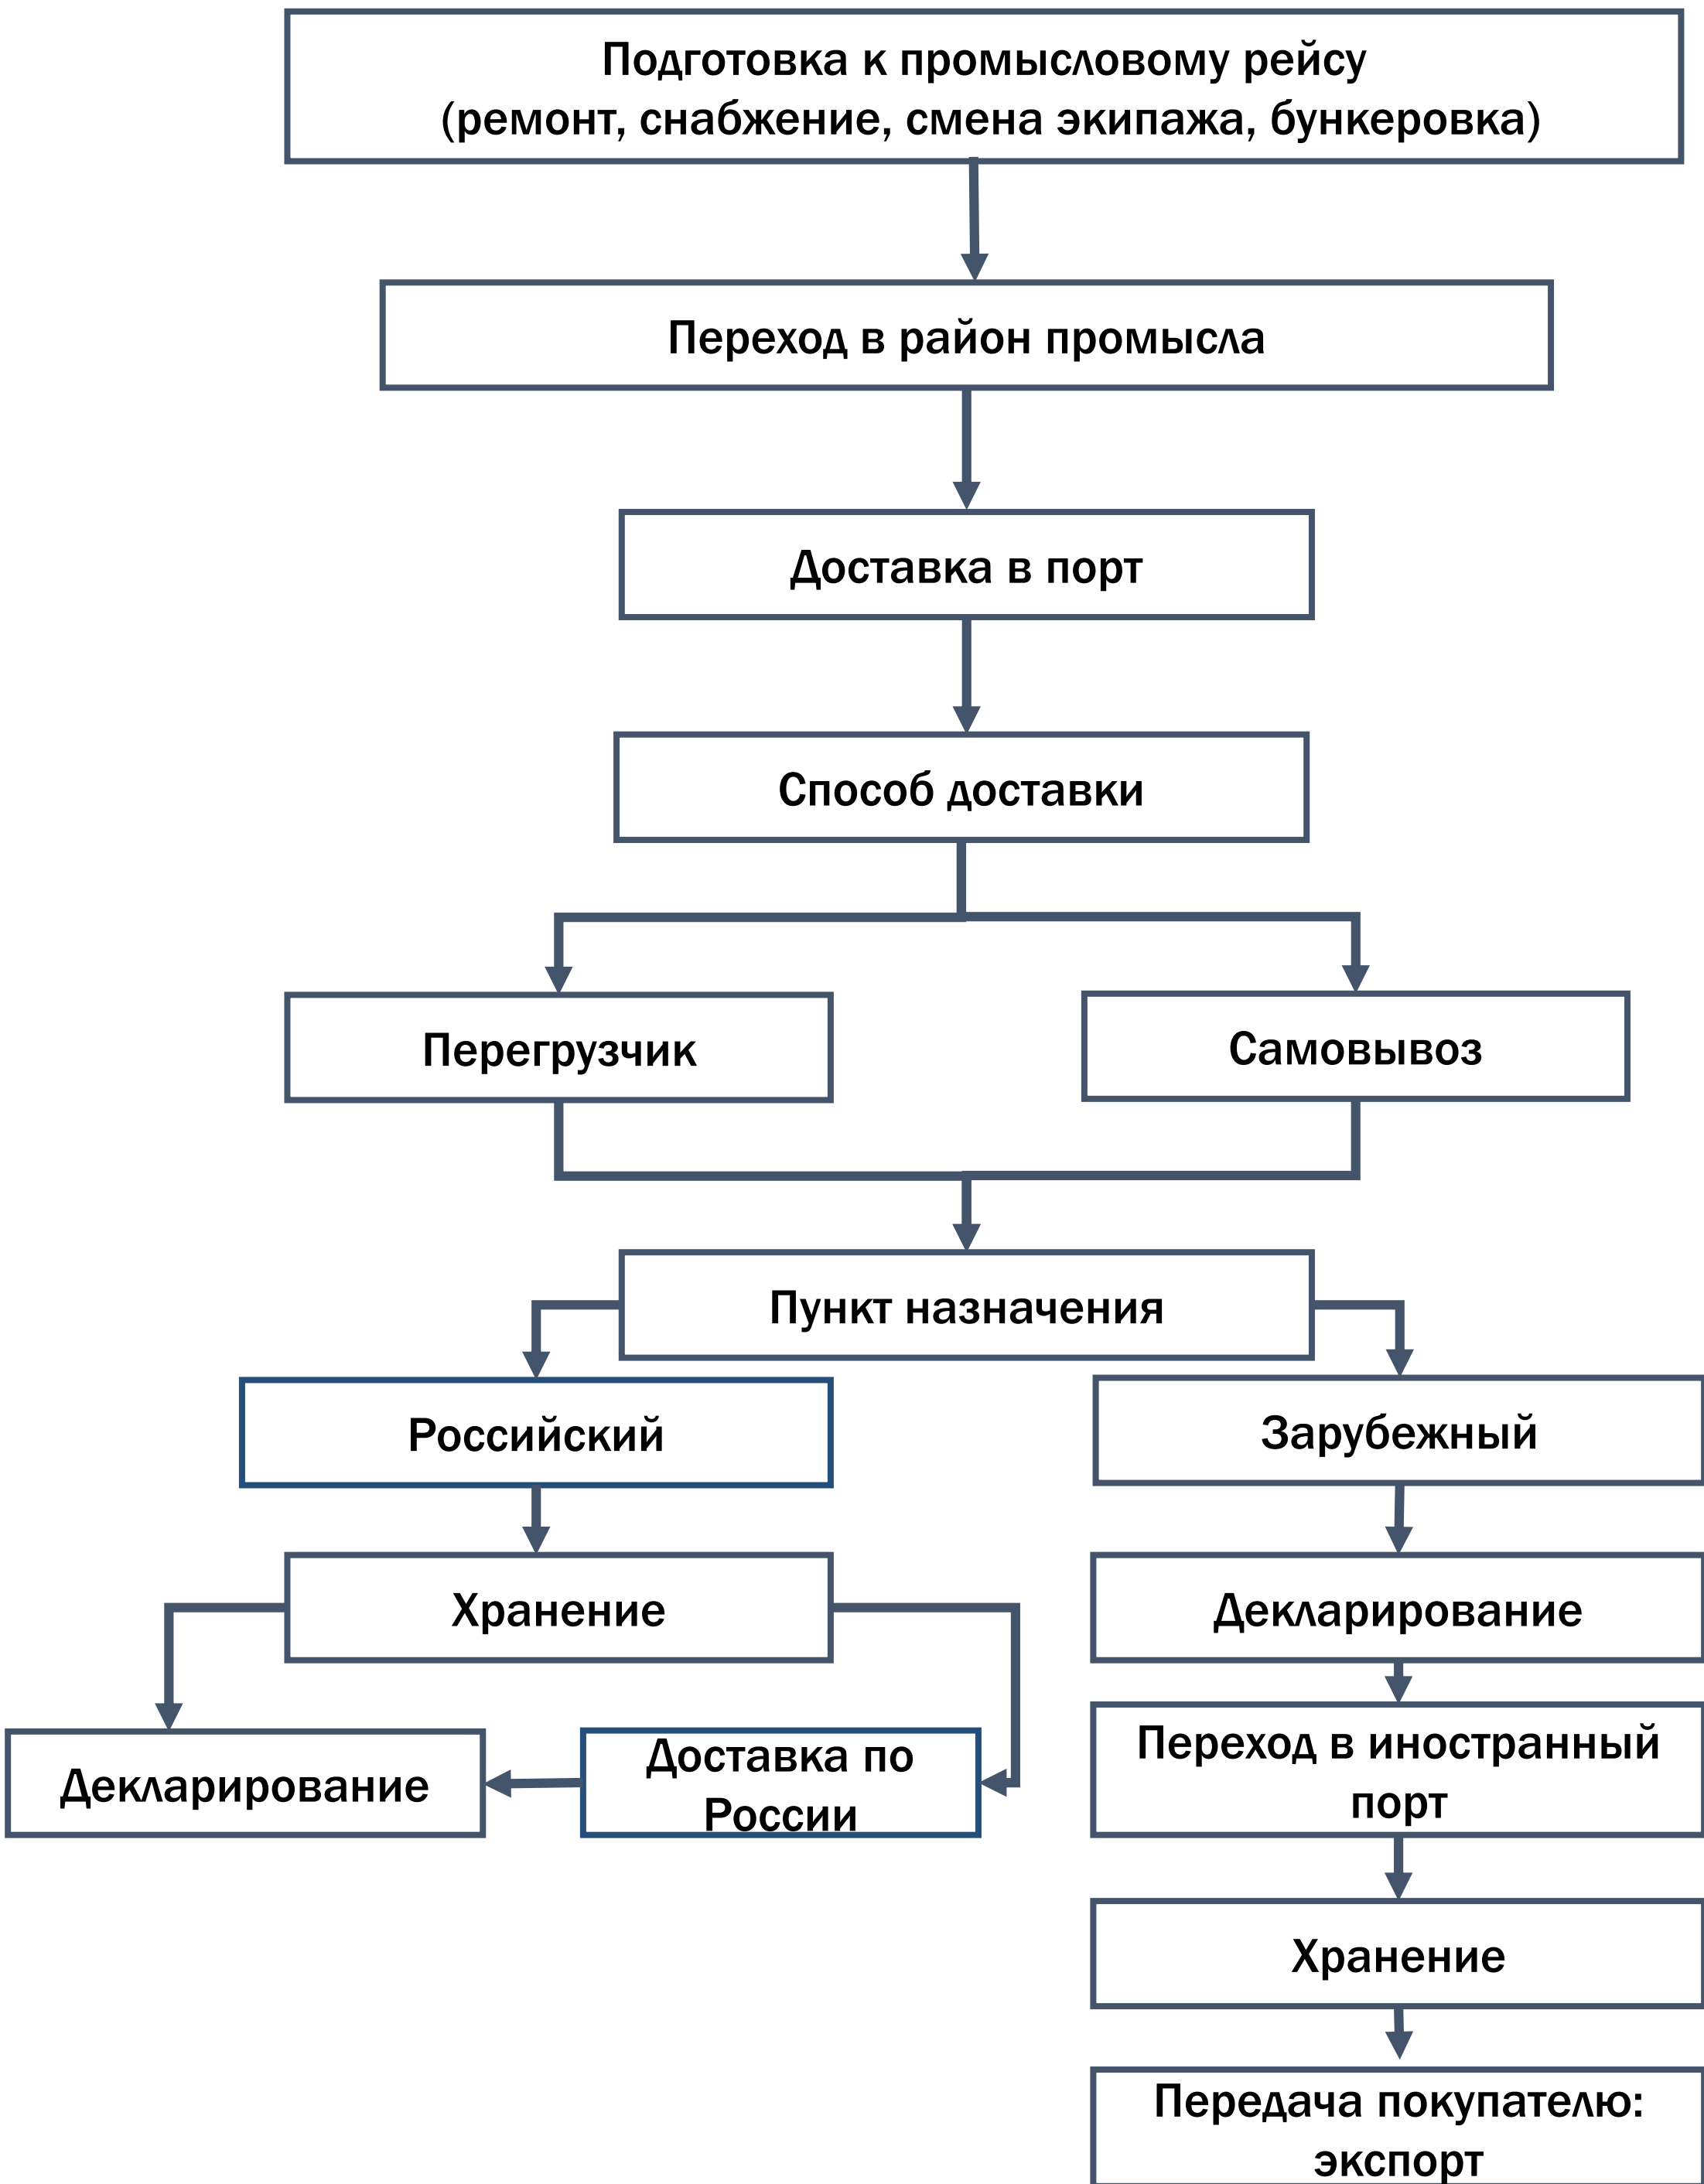 Подготовка к промысловому рейсу
(ремонт, снабжение, смена экипажа, бункеровка)
Переход в район промысла
Доставка в порт
Способ доставки
Перегрузчик
Самовывоз
Пункт назначения
Российский
Зарубежный
Хранение
Декларирование
Декларирование
Доставка по
России
Переход в иностранный
порт
Хранение
Передача покупателю:
экспорт